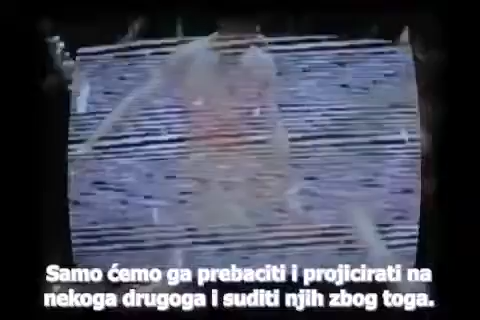 Samo ćemo ga prebaciti i projicirati na
nekoga drugoga i suditi njih zbog toga.